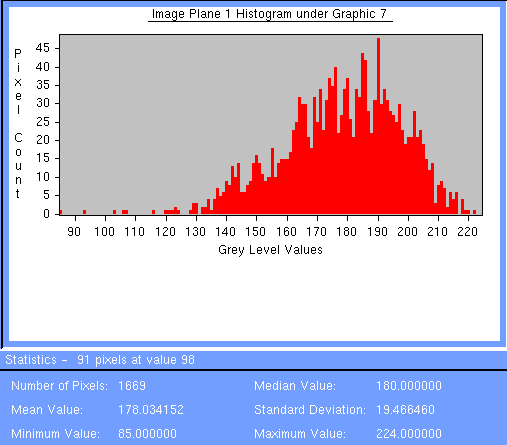 Image Plane 1 Histogram under Graphic 7
Pixel Count
45
40
35
30
25
20
15
10
5
0
90 100 110 120 130 140 150 160 170 180 190 200 210 220
Grey Level Values
Statistics - 91 pixels at value 98
Number of Pixels: 1669 Median Value: 180.000000
Mean Value: 178.034152 Standard Deviation: 19.466460
Minimum Value: 85.000000 Maximum Value: 224.000000